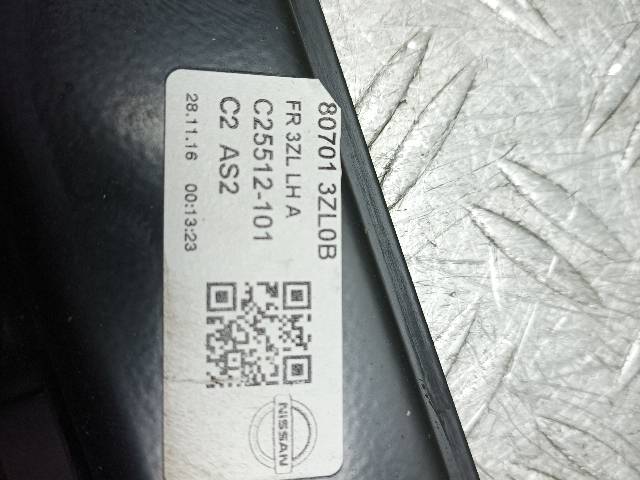 80701 3ZL0B
FR 3ZL LH A
C25512-101
C2 AS2
28.11.16 00:13:23
NISSAN